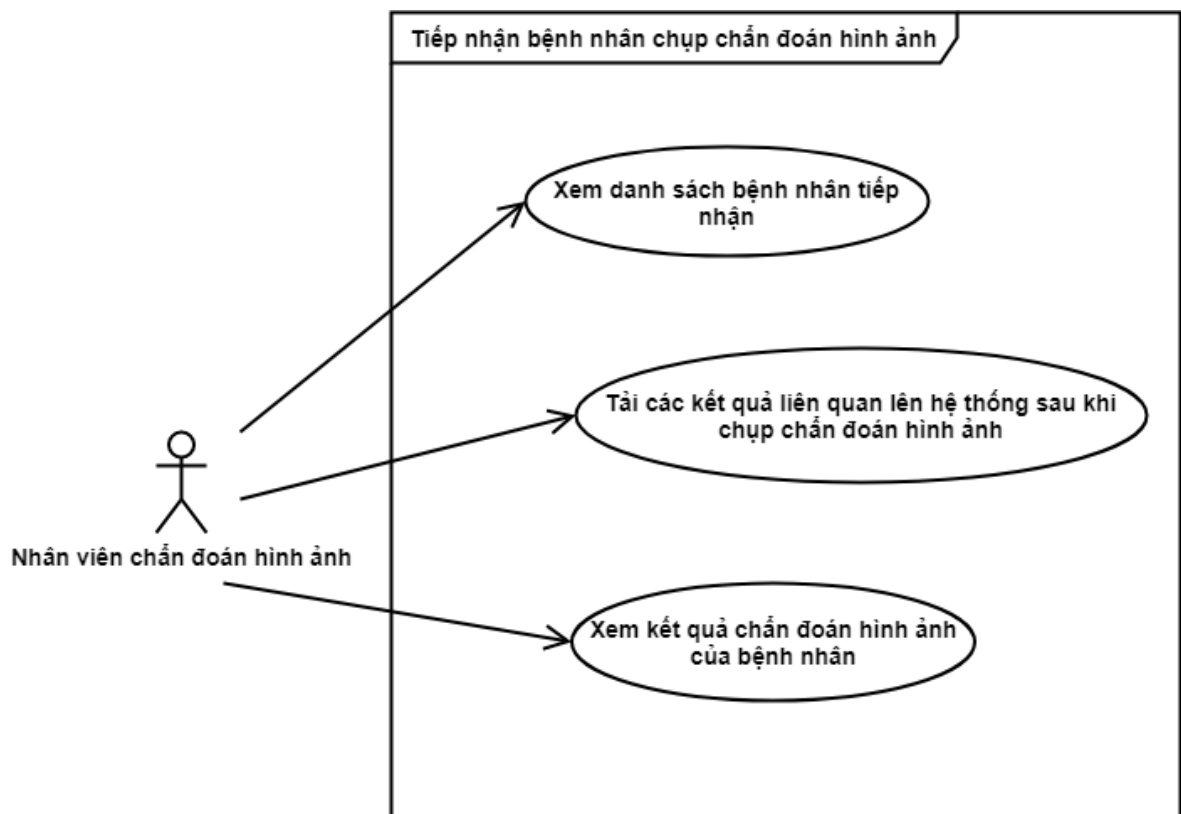 Tiếp nhận bệnh nhân chụp chẩn đoán hình ảnh
Xem danh sách bệnh nhân tiếp
nhận
Tải các kết quả liên quan lên hệ thống sau khi
chụp chẩn đoán hình ảnh
Nhân viên chẩn đoán hình ảnh
Xem kết quả chẩn đoán hình ảnh
của bệnh nhân